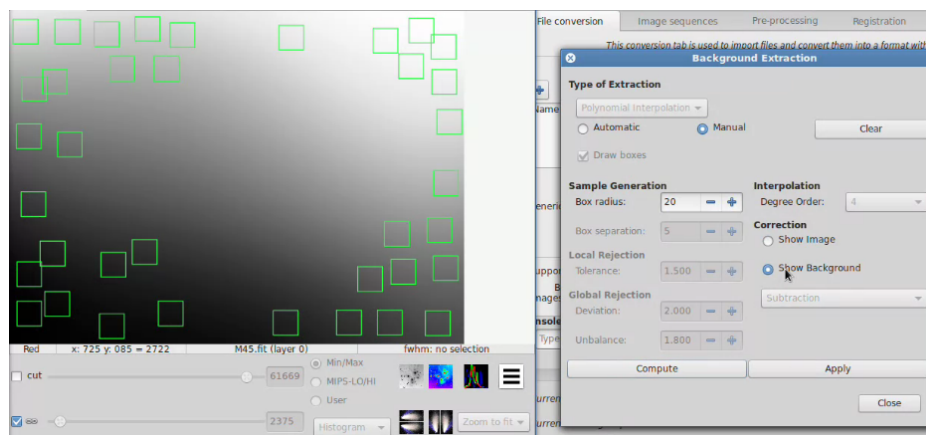 File conversion Image sequences Pre-processing Registration
This conversion tab is used to import files and convert them into a format
Background Extraction
Type of Extraction
Polynomial Interpolation
Automatic Manual Clear
Draw boxes
Name
Sample Generation Interpolation
Box radius: 20 Degree Order: 4
Box separation: 5 Correction
Show Image
Local Rejection
Tolerance: 1.500 Show Background
Global Rejection Subtraction
Deviation: 2.000
Unbalance: 1.800
Compute Apply
Close
Red x: 725 y: 085 = 2722 M45.fit (layer 0) fwhm: no selection
cut 61669 Min/Max
MIPS-LO/HI
User
2375 Histogram Zoom to fit